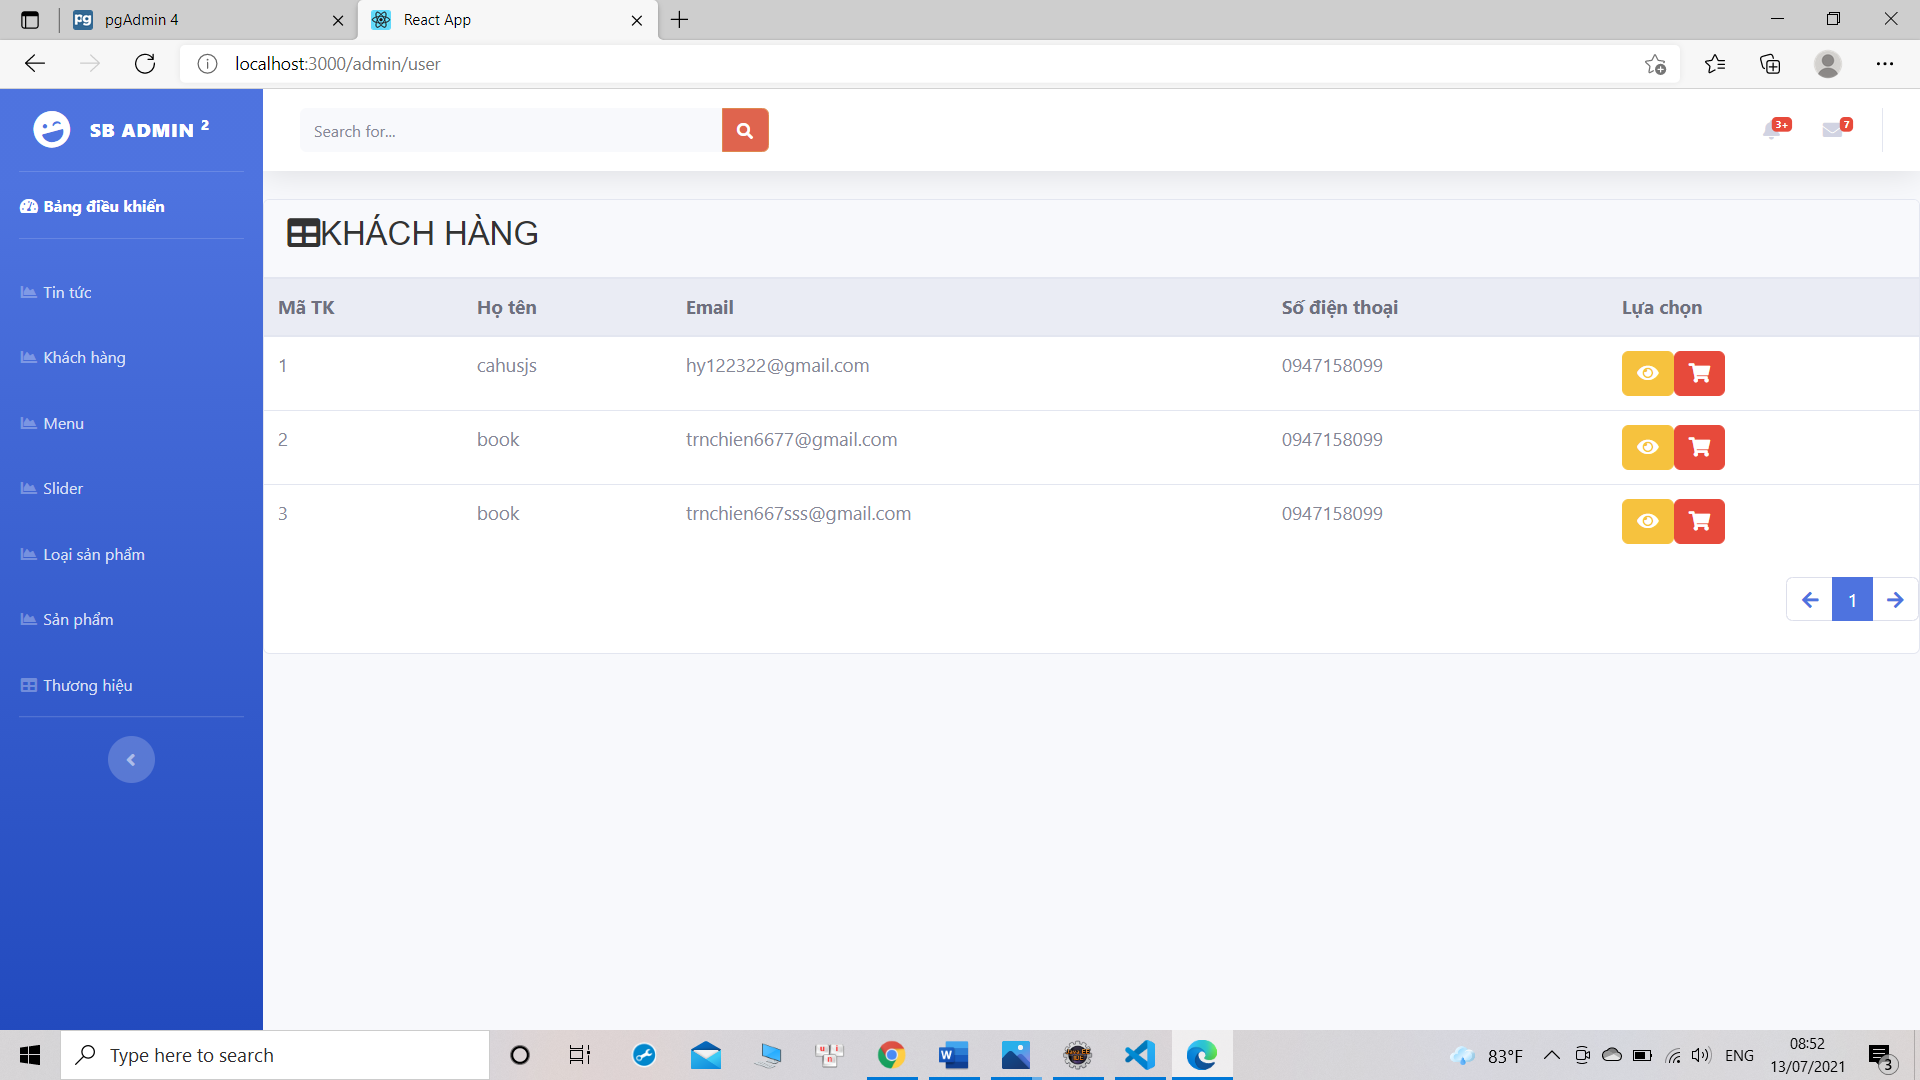 pgAdmin 4
React App
localhost:3000/admin/user
SB ADMIN 2
Search for...
3+
7
Bảng điều khiển
KHÁCH HÀNG
Tin tức
Khách hàng
Menu
Slider
Loại sản phẩm
Sản phẩm
Thương hiệu
Mã TK Họ tên Email Số điện thoại Lựa chọn
1 cahusjs hy122322@gmail.com 0947158099
2 book trnchien6677@gmail.com 0947158099
3 book trnchien667sss@gmail.com 0947158099
1
Type here to search
83°F
ENG
08:52
13/07/2021
3